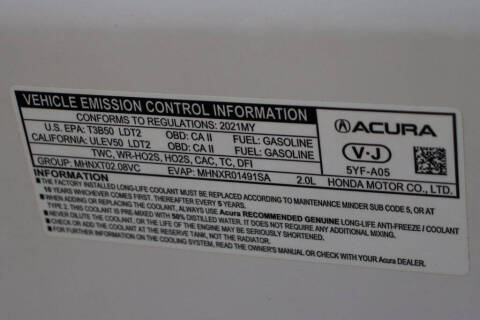 VEHICLE EMISSION CONTROL INFORMATION
CONFORMS TO REGULATIONS: 2021MY
U.S. EPA: T3B50 LDT2 OBD: CA II FUEL: GASOLINE
CALIFORNIA: ULEV50 LDT2 OBD: CA II FUEL: GASOLINE
TWC, WR-HO2S, HO2S, CAC, TC, DFI
GROUP: MHNXT02.08VC EVAP: MHNXR01491SA 2.0L
ACURA
V-J
5YF-A05
HONDA MOTOR CO., LTD.
INFORMATION
■ THE FACTORY INSTALLED LONG-LIFE COOLANT MUST BE REPLACED ACCORDING TO MAINTENANCE MINDER SUB CODE 5, OR AT
10 YEARS WHICHEVER COMES FIRST. THEREAFTER EVERY 5 YEARS.
■ WHEN ADDING OR REPLACING THE COOLANT, ALWAYS USE Acura RECOMMENDED GENUINE LONG-LIFE ANTI-FREEZE / COOLANT
TYPE 2. THIS COOLANT IS PRE-MIXED WITH 50% DISTILLED WATER. IT DOES NOT REQUIRE ANY ADDITIONAL MIXING.
■ NEVER DILUTE THE COOLANT, OR THE LIFE OF THE ENGINE MAY BE SERIOUSLY SHORTENED.
■ CHECK THE RESERVE TANK, NOT THE RADIATOR.
■ FOR FURTHER INFORMATION ON THE COOLING SYSTEM, READ THE OWNER'S MANUAL OR CHECK WITH YOUR Acura DEALER.